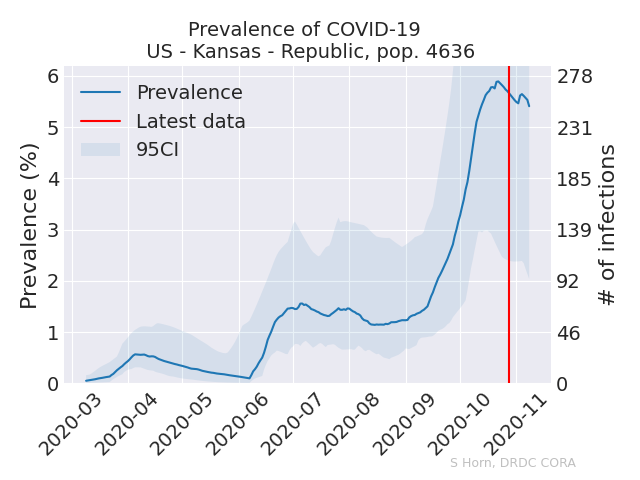 Prevalence of COVID-19
US - Kansas - Republic, pop. 4636
Prevalence
Latest data
95CI
Prevalence (%)
6
5
4
3
2
1
0
278
231
185
139
92
46
0
# of infections
2020-03
2020-04
2020-05
2020-06
2020-07
2020-08
2020-09
2020-10
2020-11
S Horn, DRDC CORA